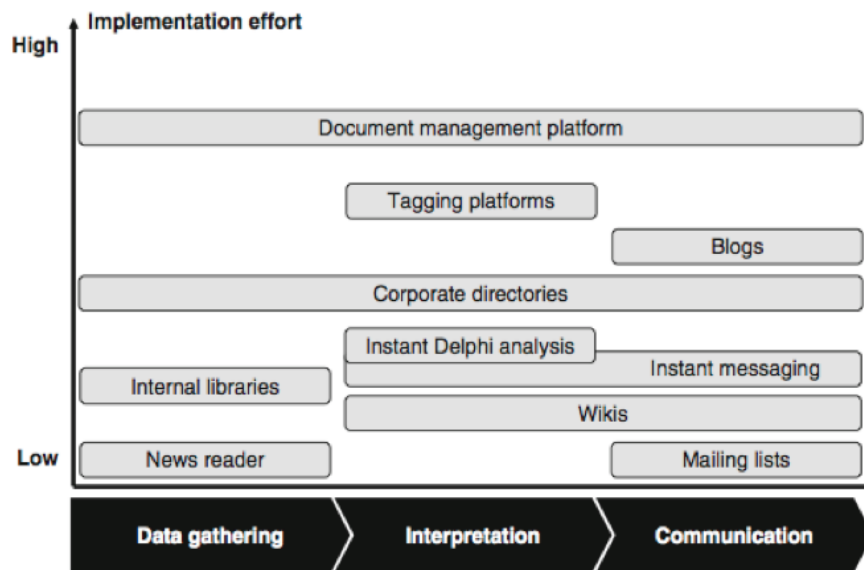 Implementation effort
High
Document management platform
Tagging platforms
Blogs
Corporate directories
Instant Delphi analysis
Instant messaging
Internal libraries
Wikis
Low
News reader
Mailing lists
Data gathering
Interpretation
Communication